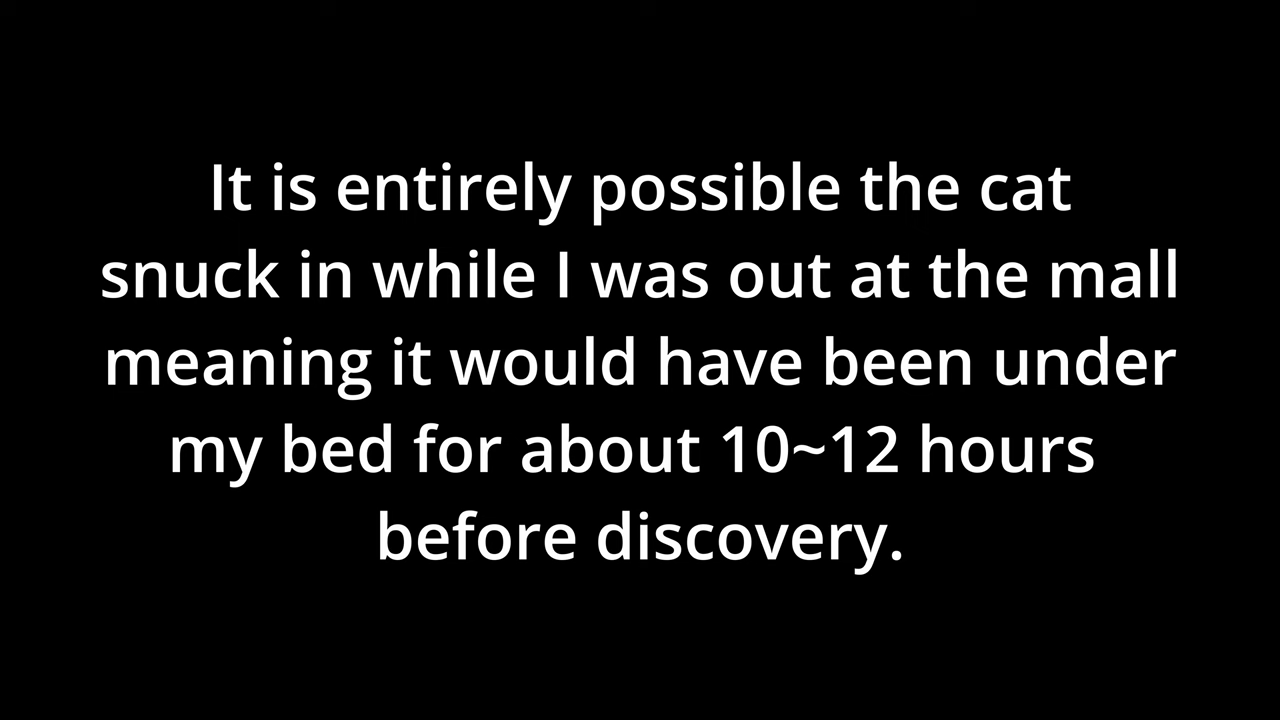 It is entirely possible the cat
snuck in while I was out at the mall
meaning it would have been under
my bed for about 10~12 hours
before discovery.